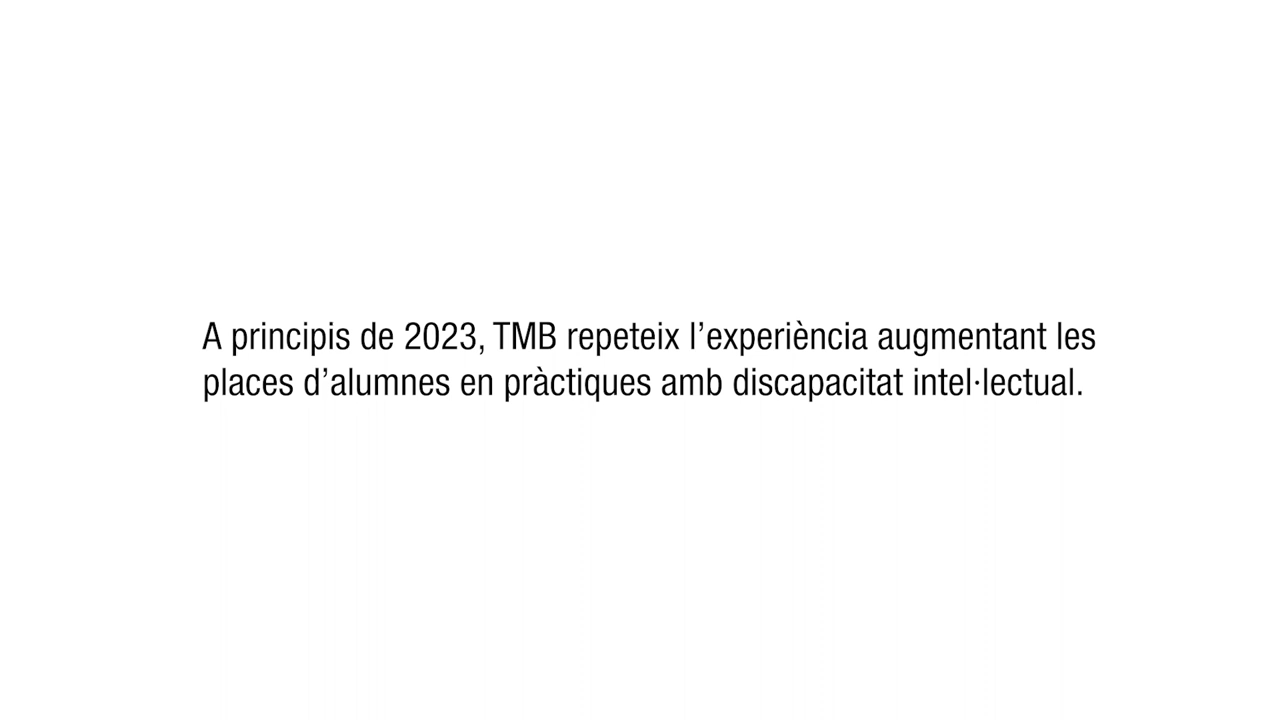 A principis de 2023, TMB repeteix l’experiència augmentant les
places d’alumnes en pràctiques amb discapacitat intel·lectual.